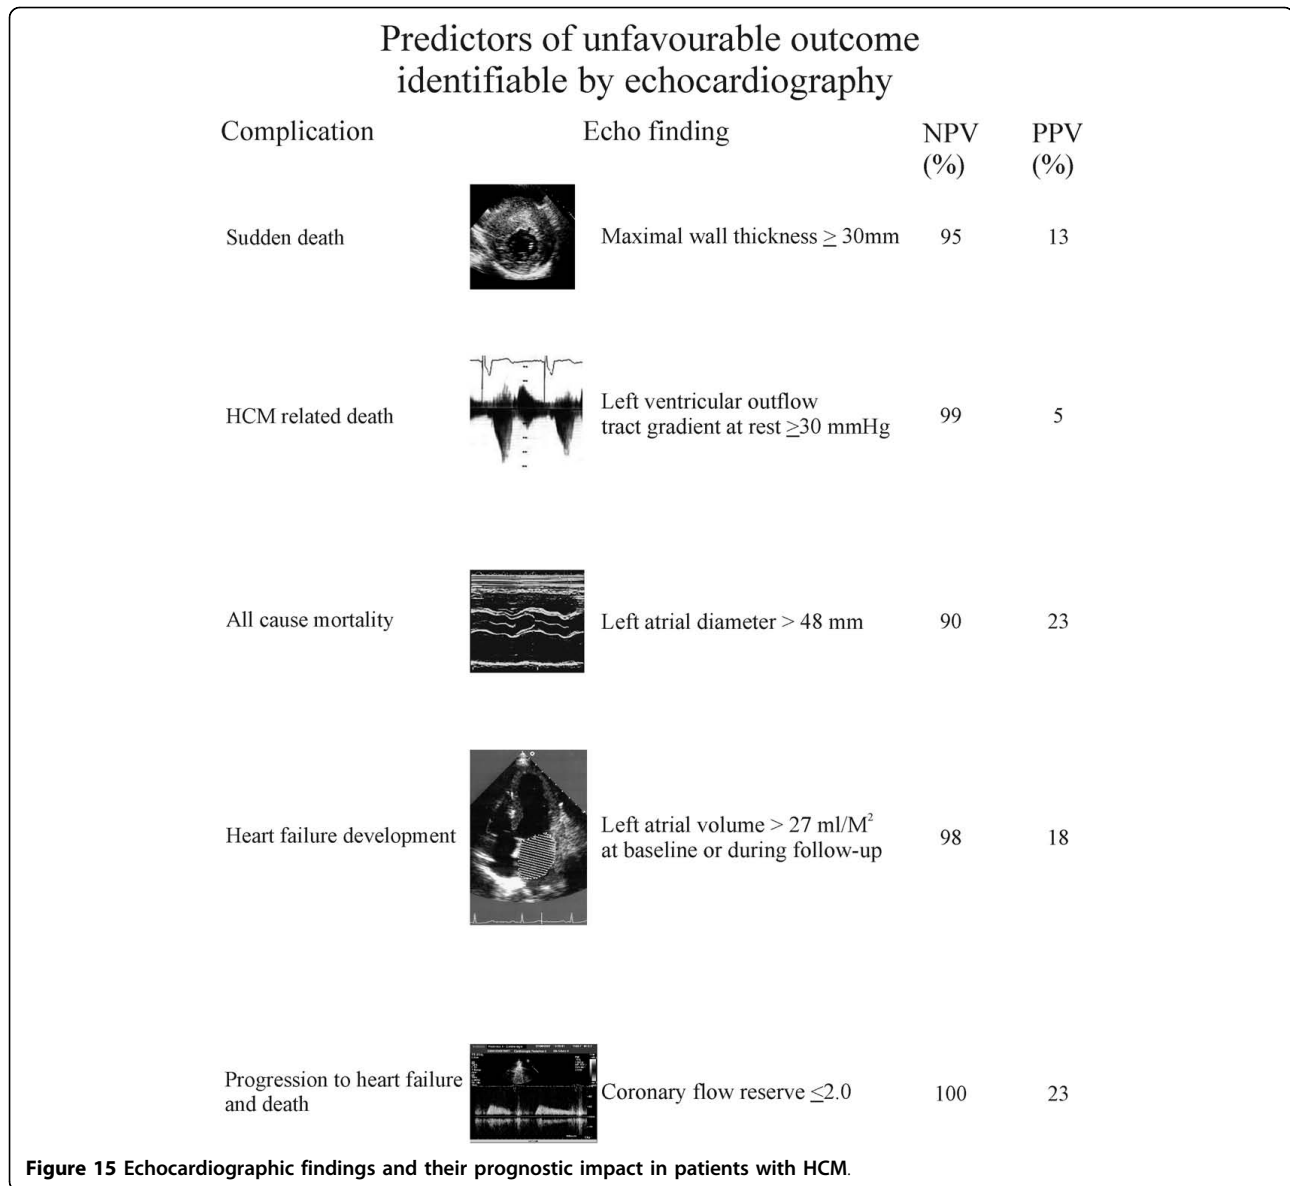 Predictors of unfavourable outcome
identifiable by echocardiography
Complication Echo finding NPV PPV
(%) (%)
Sudden death Maximal wall thickness ≥ 30mm 95 13
HCM related death Left ventricular outflow
tract gradient at rest ≥30 mmHg 99 5
All cause mortality Left atrial diameter > 48 mm 90 23
Heart failure development Left atrial volume > 27 ml/M²
at baseline or during follow-up 98 18
Progression to heart failure
and death Coronary flow reserve ≤2.0 100 23
Figure 15 Echocardiographic findings and their prognostic impact in patients with HCM.